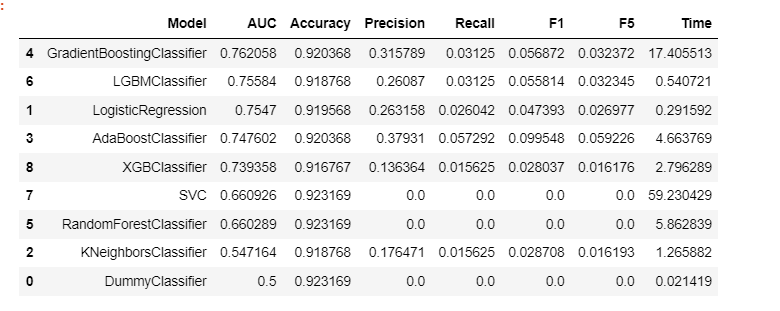 :
Model AUC Accuracy Precision Recall F1 F5 Time
4 GradientBoostingClassifier 0.762058 0.920368 0.315789 0.03125 0.056872 0.032372 17.405513
6 LGBMClassifier 0.75584 0.918768 0.26087 0.03125 0.055814 0.032345 0.540721
1 LogisticRegression 0.7547 0.919568 0.263158 0.026042 0.047393 0.026977 0.291592
3 AdaBoostClassifier 0.747602 0.920368 0.37931 0.057292 0.099548 0.059226 4.663769
8 XGBClassifier 0.739358 0.916767 0.136364 0.015625 0.028037 0.016176 2.796289
7 SVC 0.660926 0.923169 0.0 0.0 0.0 0.0 59.230429
5 RandomForestClassifier 0.660289 0.923169 0.0 0.0 0.0 0.0 5.862839
2 KNeighborsClassifier 0.547164 0.918768 0.176471 0.015625 0.028708 0.016193 1.265882
0 DummyClassifier 0.5 0.923169 0.0 0.0 0.0 0.0 0.021419